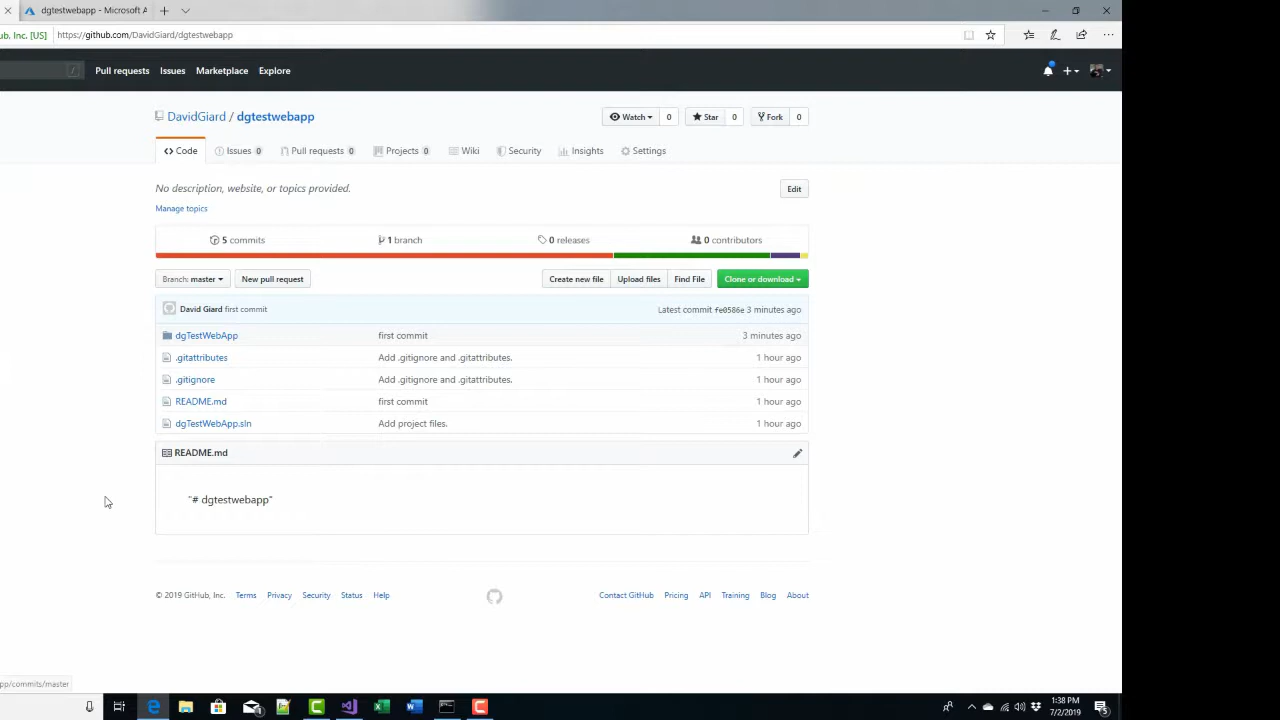 dgtestwebapp - Microsoft A
ub, Inc. [US] https://github.com/DavidGiard/dgtestwebapp
/ Pull requests Issues Marketplace Explore
DavidGiard / dgtestwebapp
Watch 0 Star 0 Fork 0
Code Issues 0 Pull requests 0 Projects 0 Wiki Security Insights Settings
No description, website, or topics provided.
Edit
Manage topics
5 commits 1 branch 0 releases 0 contributors
Branch: master New pull request Create new file Upload files Find File Clone or download
David Giard first commit Latest commit fe0586e 3 minutes ago
dgTestWebApp first commit 3 minutes ago
.gitattributes Add .gitignore and .gitattributes. 1 hour ago
.gitignore Add .gitignore and .gitattributes. 1 hour ago
README.md first commit 1 hour ago
dgTestWebApp.sln Add project files. 1 hour ago
README.md
"# dgtestwebapp"
© 2019 GitHub, Inc. Terms Privacy Security Status Help Contact GitHub Pricing API Training Blog About
pp/commits/master
1:38 PM
7/2/2019